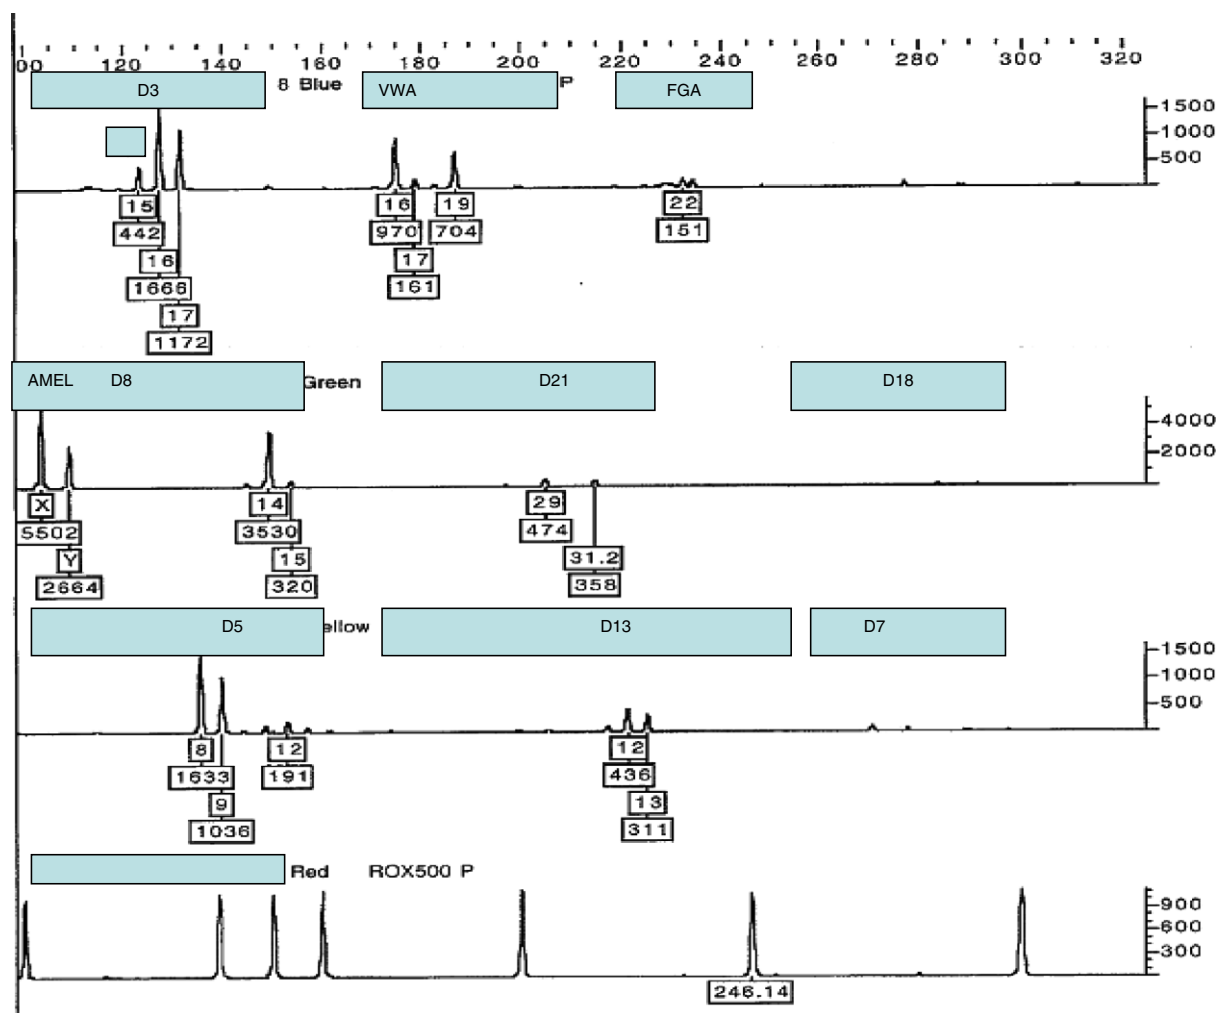 00 120 140 160 180 200 220 240 260 280 300 320
D3 8 Blue VWA P FGA
1500
1000
500
15 16 19 22
442 970 704 151
16 17
1666 161
17
1172
AMEL D8 Green D21 D18
4000
2000
X 14 29
5502 3530 474
Y 15 31.2
2664 320 358
D5 ellow D13 D7
1500
1000
500
8 12 12
1633 191 436
9 13
1036 311
Red ROX500 P
900
600
300
246.14